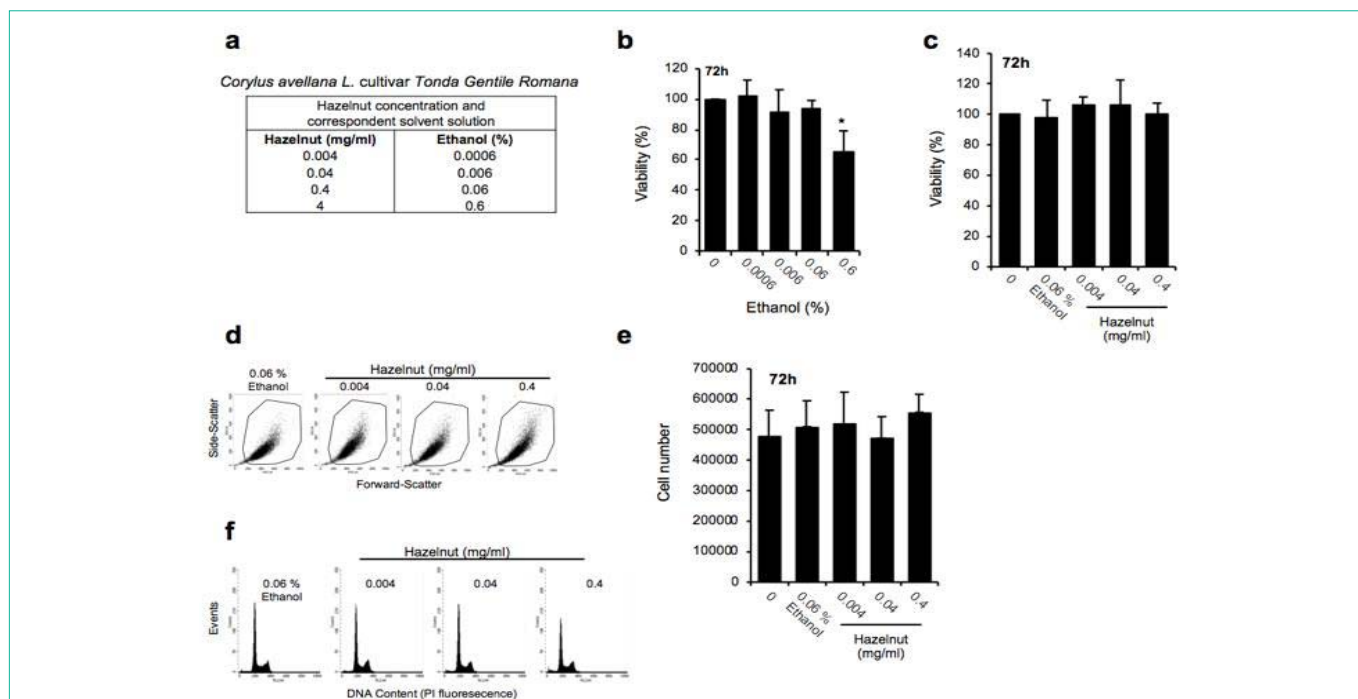 a
Corylus avellana L. cultivar Tonda Gentile Romana
Hazelnut concentration and
correspondent solvent solution
Hazelnut (mg/ml) Ethanol (%)
0.004 0.0006
0.04 0.006
0.4 0.06
4 0.6
b
72h
Viability (%)
120
100
80
60
40
20
0
*
0 0.0006 0.006 0.06 0.6
Ethanol (%)
c
72h
Viability (%)
140
120
100
80
60
40
20
0
0 0.06 % Ethanol 0.004 0.04 0.4
Hazelnut
(mg/ml)
d
Hazelnut (mg/ml)
0.06 %
Ethanol
0.004 0.04 0.4
Side-Scatter
Forward-Scatter
e
72h
Cell number
700000
600000
500000
400000
300000
200000
100000
0
0 0.06 % Ethanol 0.004 0.04 0.4
Hazelnut
(mg/ml)
f
Hazelnut (mg/ml)
0.06 %
Ethanol
0.004 0.04 0.4
Events
DNA Content (PI fluoresecence)